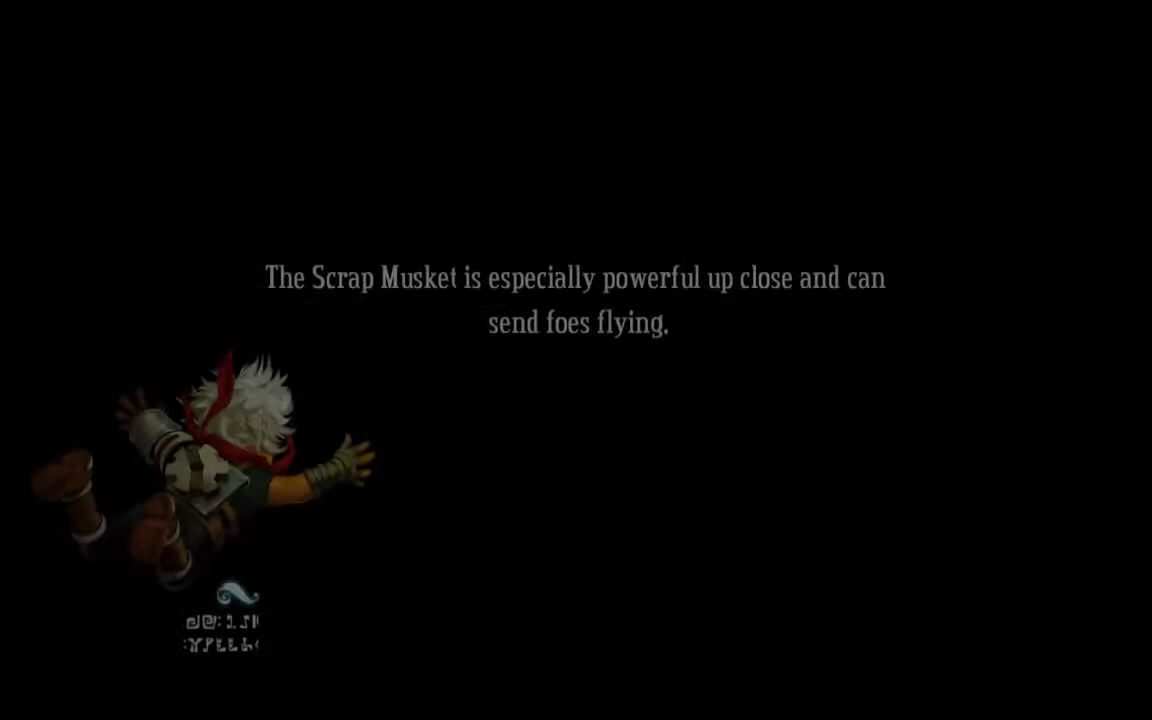 The Scrap Musket is especially powerful up close and can
send foes flying.